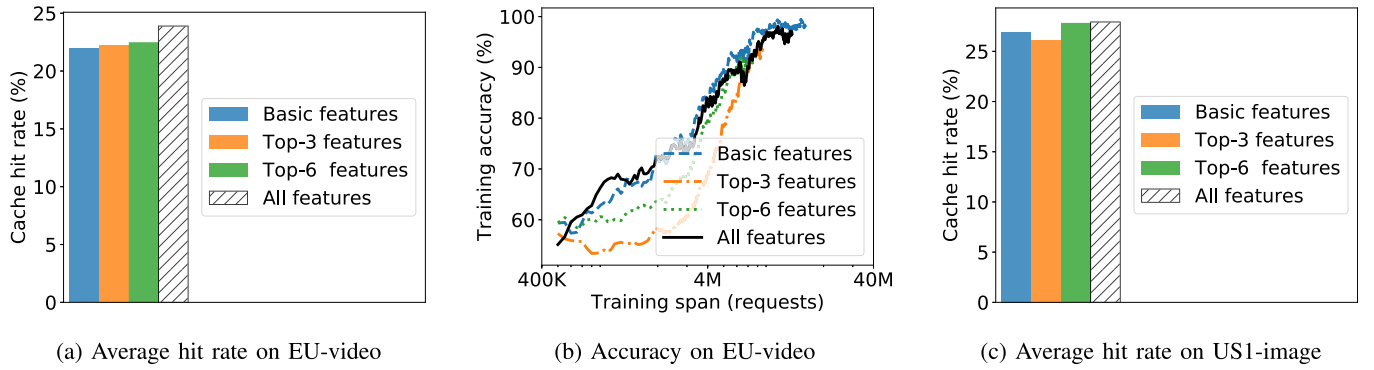 25
20
15
10
5
0
Cache hit rate (%)
Basic features
Top-3 features
Top-6 features
All features
(a) Average hit rate on EU-video
100
90
80
70
60
Training accuracy (%)
Basic features
Top-3 features
Top-6 features
All features
400K
4M
40M
Training span (requests)
(b) Accuracy on EU-video
25
20
15
10
5
0
Cache hit rate (%)
Basic features
Top-3 features
Top-6 features
All features
(c) Average hit rate on US1-image